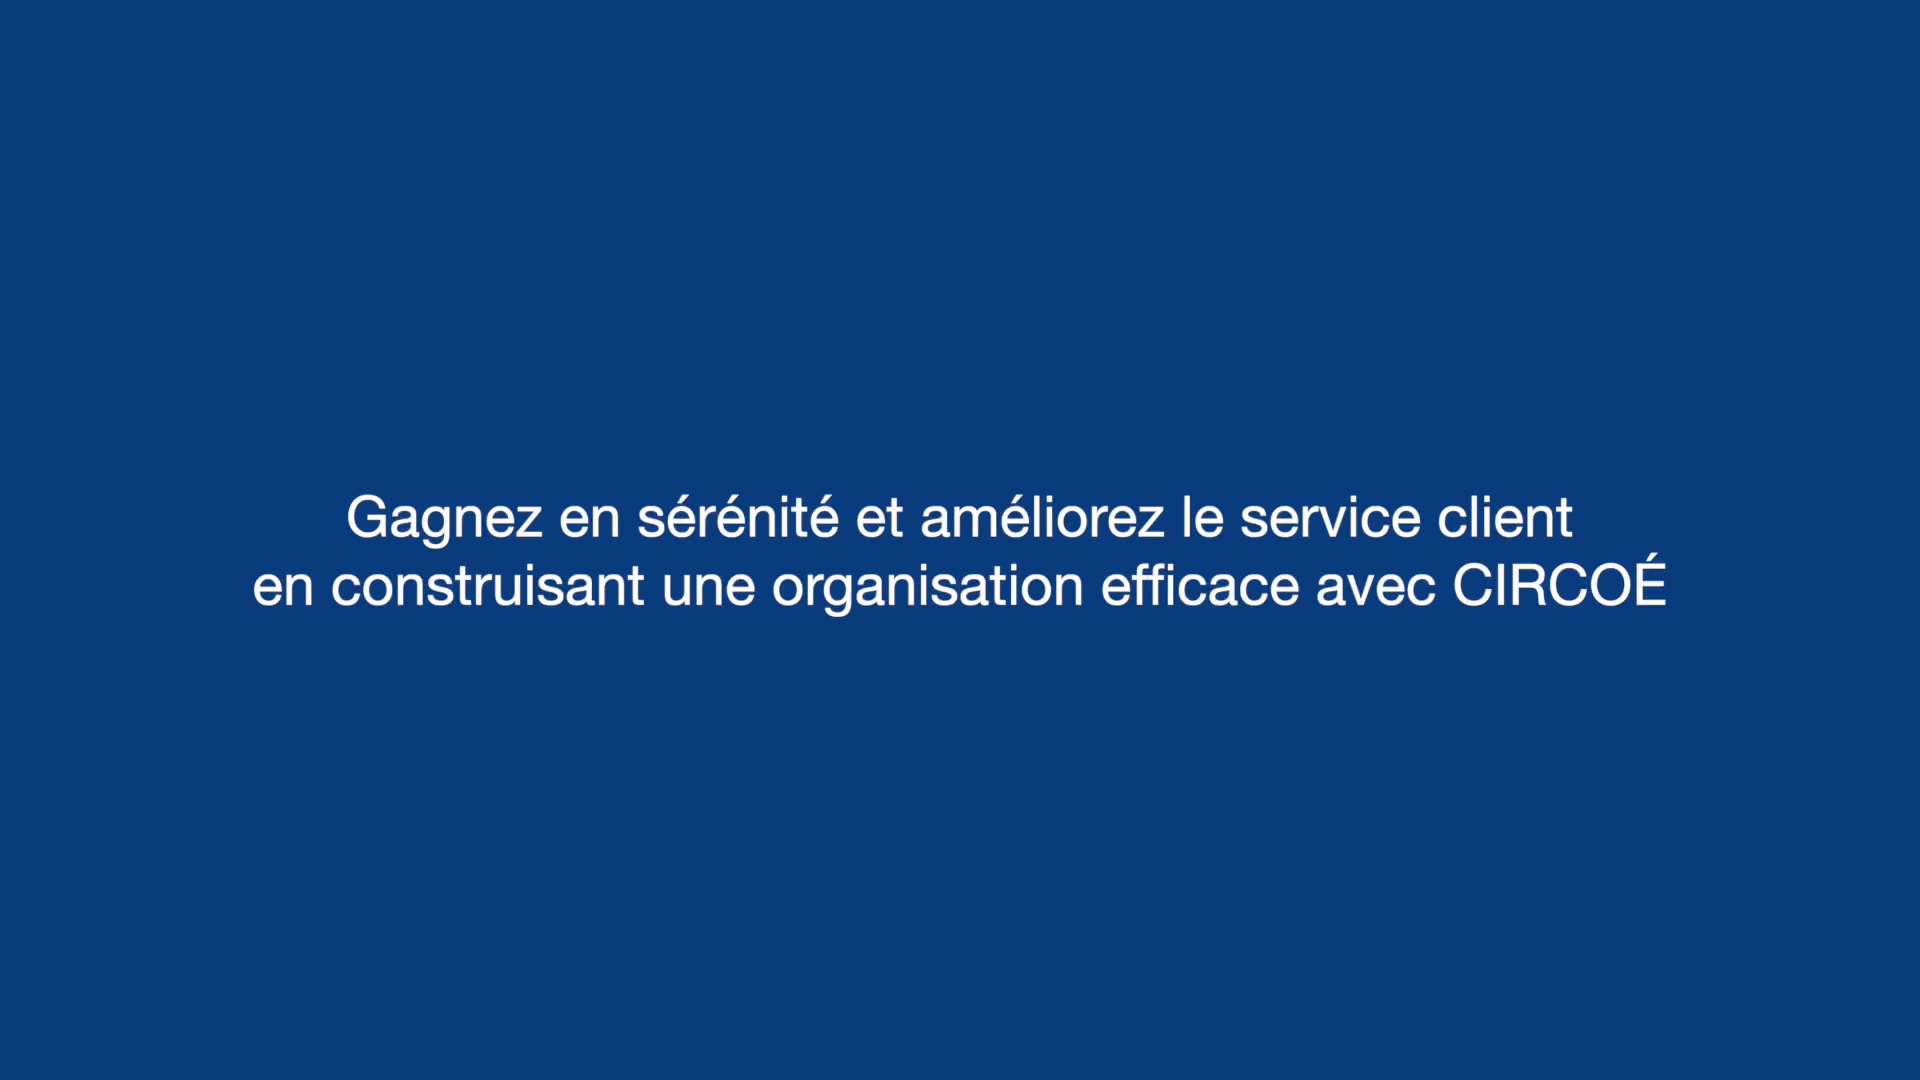 Gagnez en sérénité et améliorez le service client
en construisant une organisation efficace avec CIRCOÉ